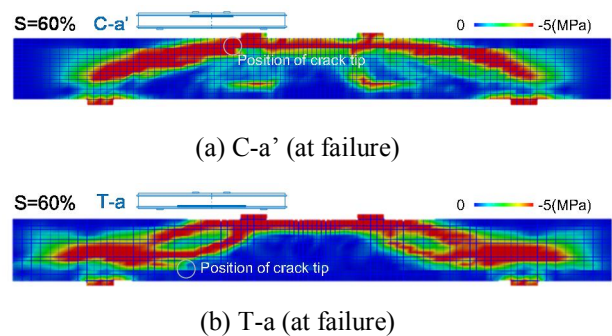 S=60% C-a' 0 -5(MPa)
Position of crack tip
(a) C-a’ (at failure)
S=60% T-a 0 -5(MPa)
Position of crack tip
(b) T-a (at failure)